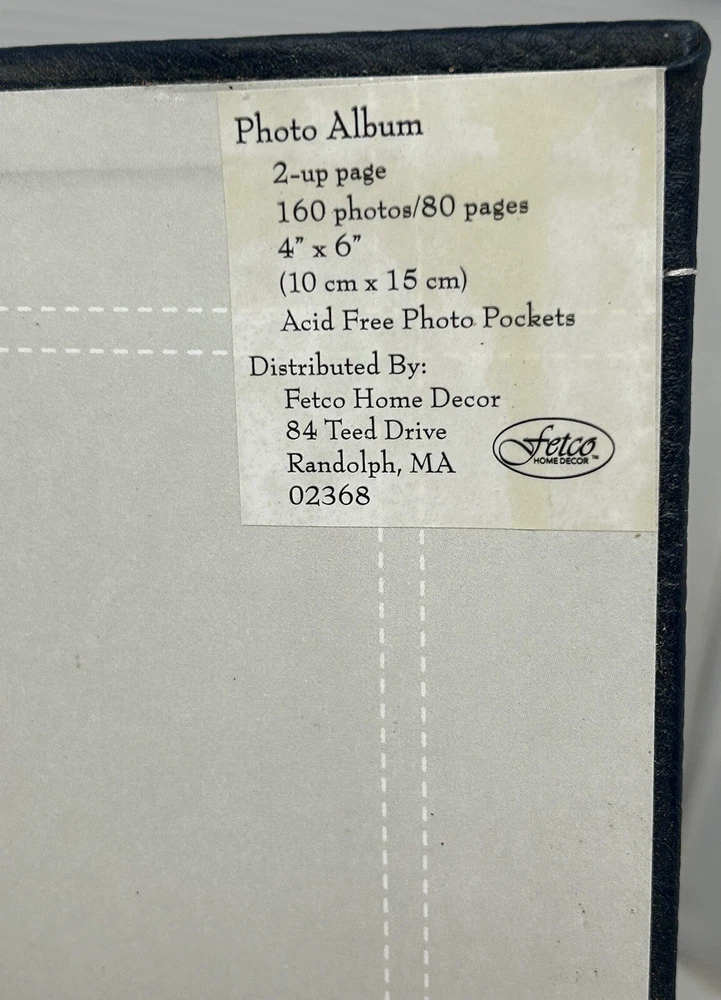 Photo Album
2-up page
160 photos/80 pages
4" x 6"
(10 cm x 15 cm)
Acid Free Photo Pockets
Distributed By:
Fetco Home Decor
84 Teed Drive
Randolph, MA
02368
fetco
HOME DECOR™